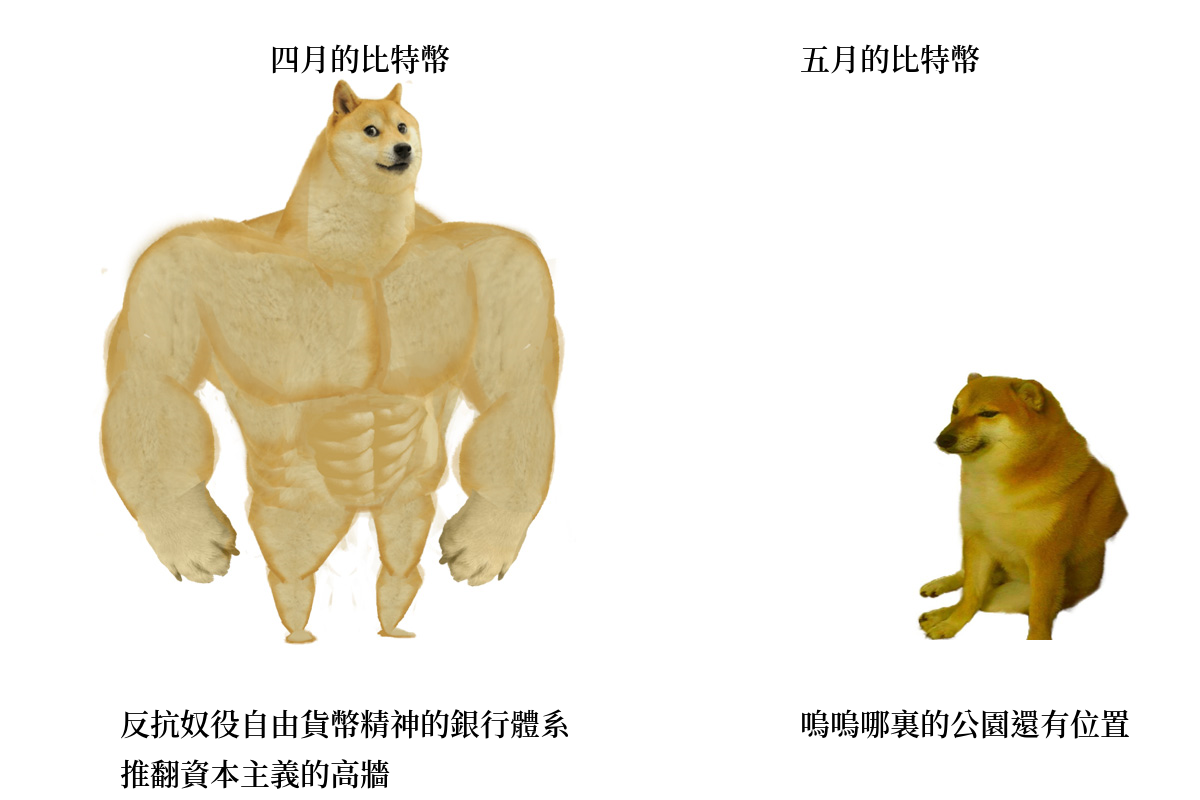 四月的比特幣
五月的比特幣
反抗奴役自由貨幣精神的銀行體系
推翻資本主義的高牆
嗚嗚哪裏的公園還有位置